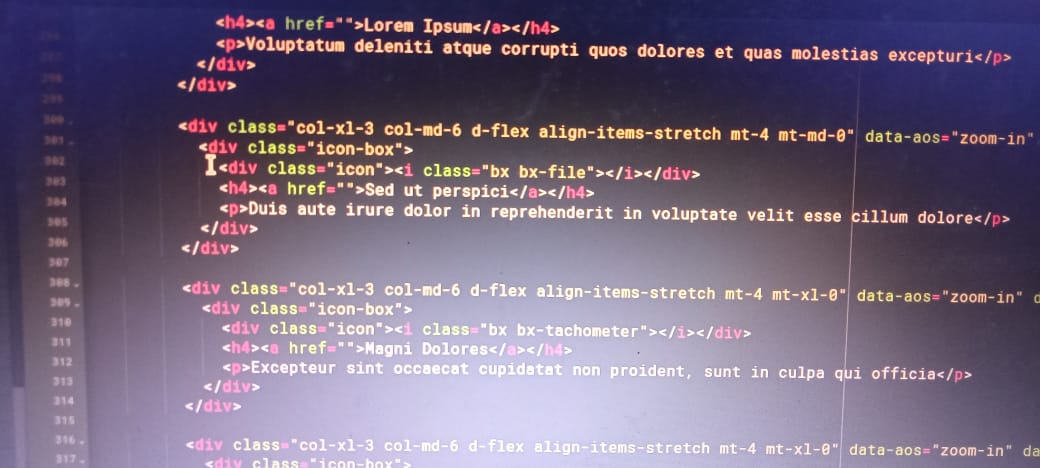 <h4><a href="">Lorem Ipsum</a></h4>
<p>Voluptatum deleniti atque corrupti quos dolores et quas molestias excepturi</p>
</div>
298 </div>
299
300 <div class="col-xl-3 col-md-6 d-flex align-items-stretch mt-4 mt-md-0" data-aos="zoom-in"
301 <div class="icon-box">
302 <div class="icon"><i class="bx bx-file"></i></div>
303 <h4><a href="">Sed ut perspici</a></h4>
304 <p>Duis aute irure dolor in reprehenderit in voluptate velit esse cillum dolore</p>
305 </div>
306 </div>
307
308 <div class="col-xl-3 col-md-6 d-flex align-items-stretch mt-4 mt-xl-0" data-aos="zoom-in" d
309 <div class="icon-box">
310 <div class="icon"><i class="bx bx-tachometer"></i></div>
311 <h4><a href="">Magni Dolores</a></h4>
312 <p>Excepteur sint occaecat cupidatat non proident, sunt in culpa qui officia</p>
313 </div>
314 </div>
315
316 <div class="col-xl-3 col-md-6 d-flex align-items-stretch mt-4 mt-xl-0" data-aos="zoom-in" da
317 <div class="icon-box">